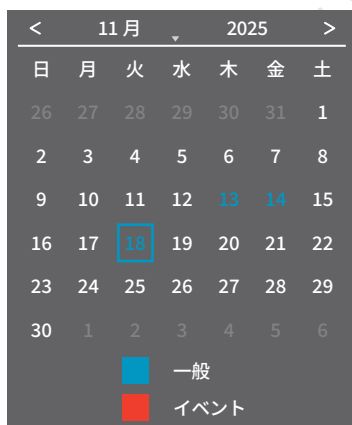 < 11月 2025 >
日 月 火 水 木 金 土
26 27 28 29 30 31 1
2 3 4 5 6 7 8
9 10 11 12 13 14 15
16 17 18 19 20 21 22
23 24 25 26 27 28 29
30 1 2 3 4 5 6
一般
イベント